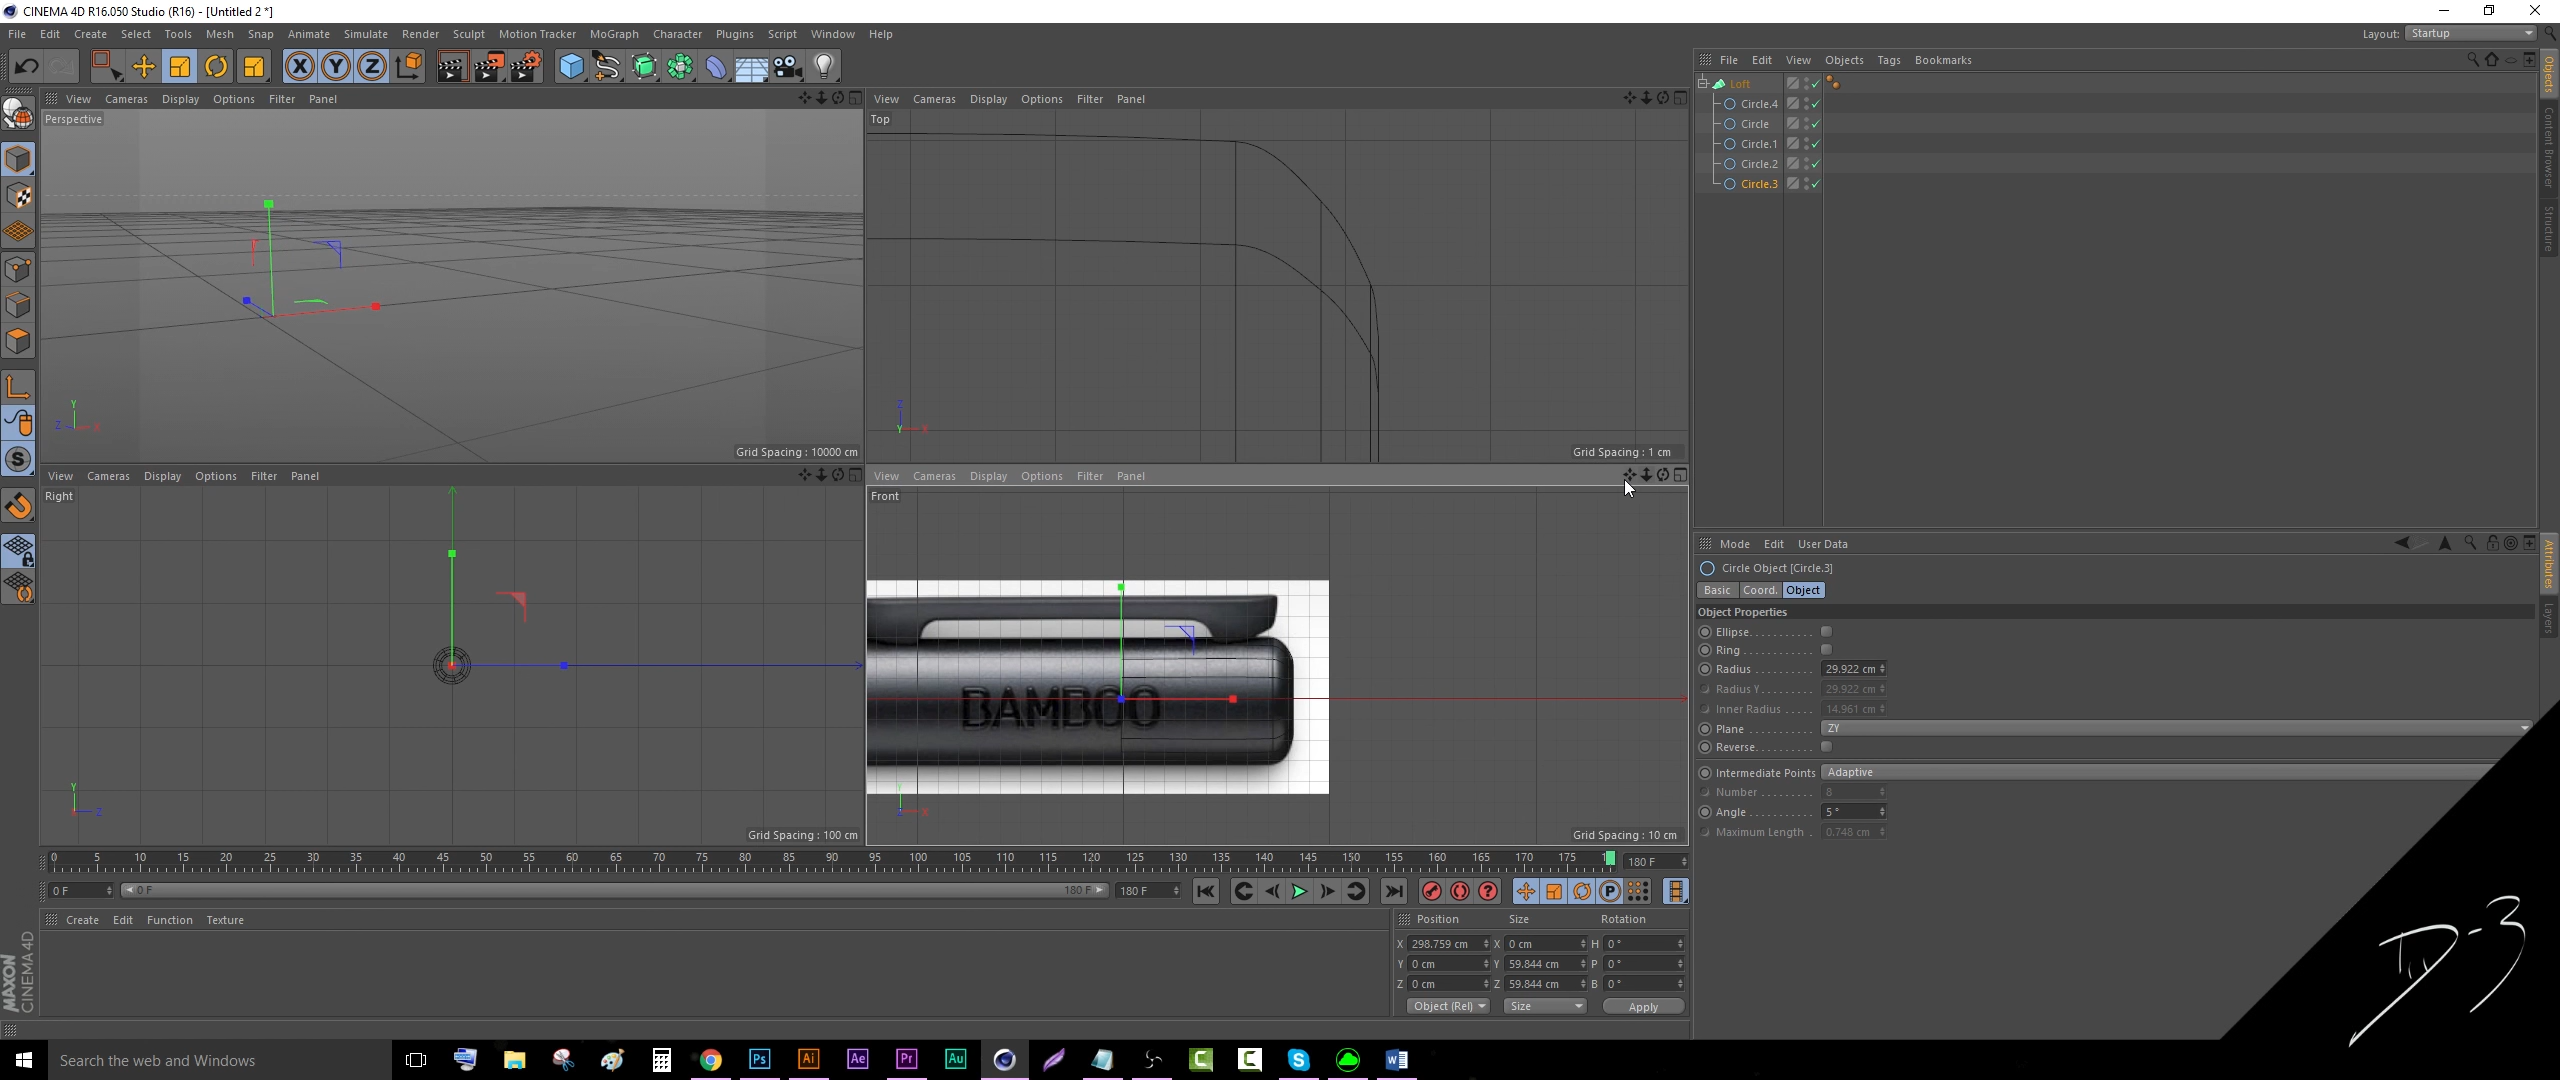 CINEMA 4D R16.050 Studio (R16) - [Untitled 2 *]
File Edit Create Select Tools Mesh Snap Animate Simulate Render Sculpt Motion Tracker MoGraph Character Plugins Script Window Help
Layout: Startup
X Y Z
File Edit View Objects Tags Bookmarks
Loft
Circle.4
Circle
Circle.1
Circle.2
Circle.3
Objects
Content Browser
Structure
View Cameras Display Options Filter Panel
Perspective
Y
Z X
Grid Spacing : 10000 cm
View Cameras Display Options Filter Panel
Top
Z
Y X
Grid Spacing : 1 cm
View Cameras Display Options Filter Panel
Right
Y
Z
Grid Spacing : 100 cm
View Cameras Display Options Filter Panel
Front
BAMBOO
Y
Z X
Grid Spacing : 10 cm
Mode Edit User Data
Circle Object [Circle.3]
Basic Coord. Object
Object Properties
Ellipse
Ring
Radius 29.922 cm
Radius Y 29.922 cm
Inner Radius 14.961 cm
Plane ZY
Reverse
Intermediate Points Adaptive
Number 8
Angle 5 °
Maximum Length 0.748 cm
Attributes
Layers
0 5 10 15 20 25 30 35 40 45 50 55 60 65 70 75 80 85 90 95 100 105 110 115 120 125 130 135 140 145 150 155 160 165 170 175 180 F
0 F 0 F 180 F 180 F
Create Edit Function Texture
Position Size Rotation
X 298.759 cm X 0 cm H 0 °
Y 0 cm Y 59.844 cm P 0 °
Z 0 cm Z 59.844 cm B 0 °
Object (Rel) Size Apply
MAXON
CINEMA 4D
D-3
Search the web and Windows
Ps Ai Ae Pr Au